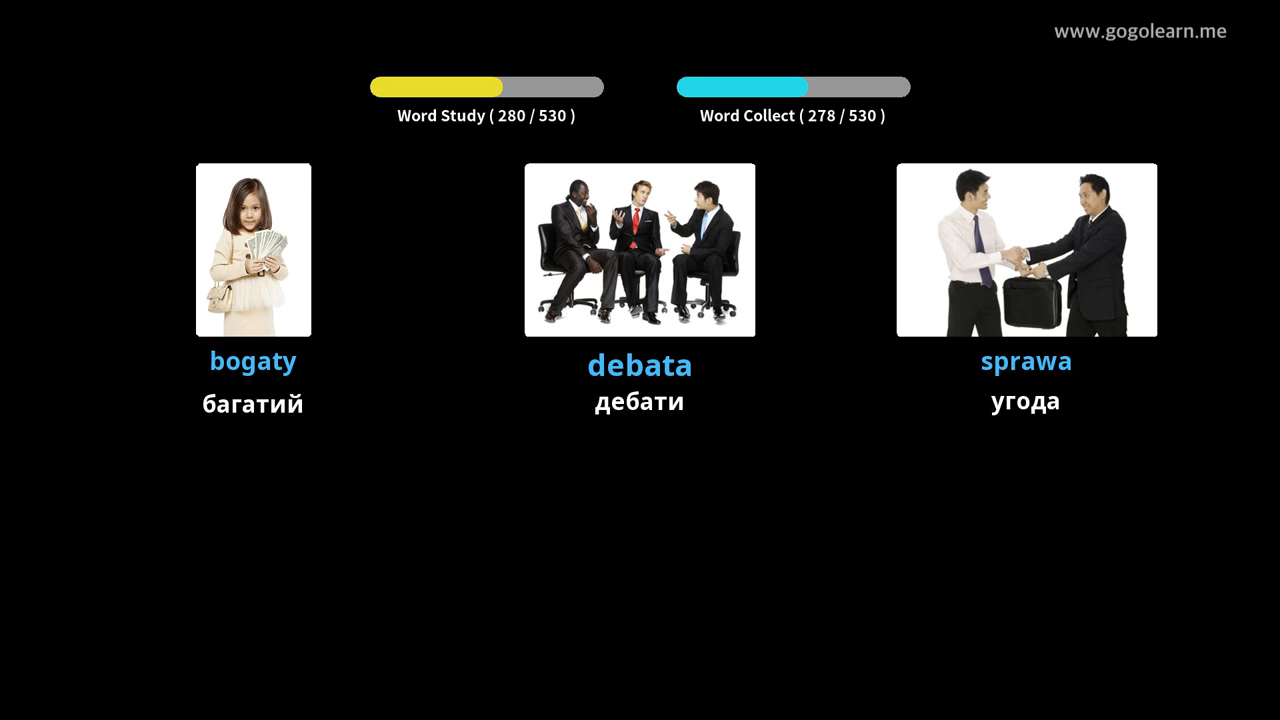 www.gogolearn.me
Word Study ( 280 / 530 )
Word Collect ( 278 / 530 )
bogaty
debata
sprawa
багатий
дебати
угода